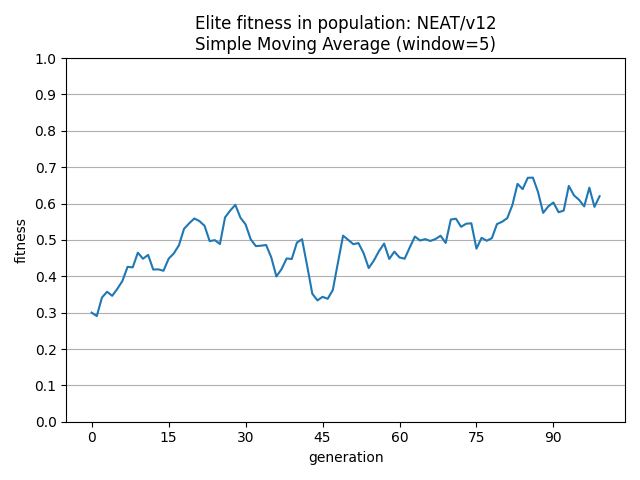 Elite fitness in population: NEAT/v12
Simple Moving Average (window=5)
1.0
0.9
0.8
0.7
0.6
0.5
0.4
0.3
0.2
0.1
0.0
fitness
0 15 30 45 60 75 90
generation